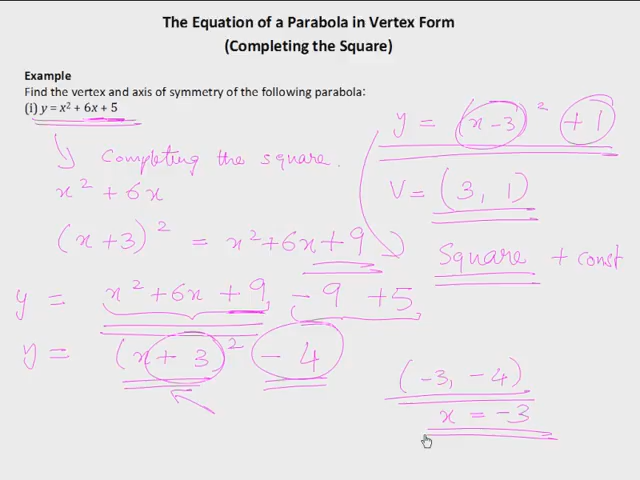 The Equation of a Parabola in Vertex Form
(Completing the Square)
Example
Find the vertex and axis of symmetry of the following parabola:
(i) y = x² + 6x + 5
Completing the square.
x² + 6x
(x + 3)² = x² + 6x + 9
y = x² + 6x + 9 - 9 + 5
y = (x + 3)² - 4
y = (x - 3)² + 1
V = (3, 1)
Square + const
(-3, -4)
x = -3